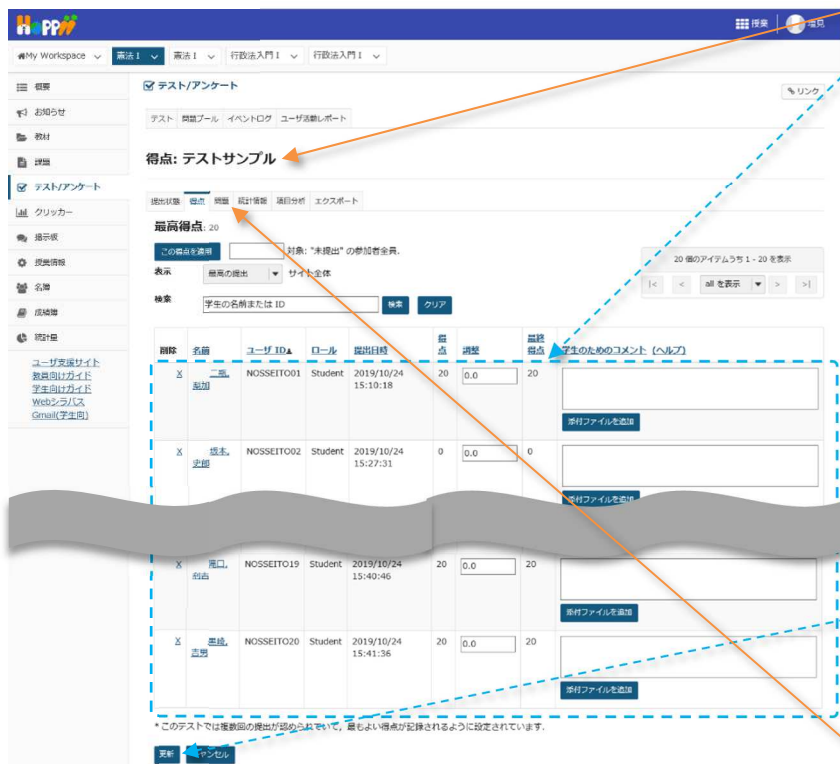 HoPPii
授業
塩見
My Workspace 憲法Ⅰ 憲法Ⅰ 行政法入門Ⅰ 行政法入門Ⅰ
概要
お知らせ
教材
課題
テスト/アンケート
クリッカー
掲示板
授業情報
名簿
成績簿
統計量
ユーザ支援サイト
教員向けガイド
学生向けガイド
Webシラバス
Gmail(学生向)
テスト/アンケート
リンク
テスト 問題プール イベントログ ユーザ活動レポート
得点: テストサンプル
提出状態 得点 問題 統計情報 項目分析 エクスポート
最高得点: 20
この得点を適用 対象: "未提出" の参加者全員.
表示 最高の提出 サイト全体
検索 学生の名前または ID 検索 クリア
20 個のアイテムうち 1 - 20 を表示
|< < all を表示 > >|
削除 名前 ユーザ ID▲ ロール 提出日時 得点 調整 最終得点 学生のためのコメント (ヘルプ)
X 二瓶, NOSSEITO01 Student 2019/10/24 15:10:18 20 0.0 20
添付ファイルを追加
X 坂本, 史郎 NOSSEITO02 Student 2019/10/24 15:27:31 0 0.0 0
添付ファイルを追加
X NOSSEITO19 Student 2019/10/24 15:40:46 20 0.0 20
添付ファイルを追加
X 黒崎, 吉男 NOSSEITO20 Student 2019/10/24 15:41:36 20 0.0 20
添付ファイルを追加
* このテストでは複数回の提出が認められていて, 最もよい得点が記録されるように設定されています.
更新 キャンセル